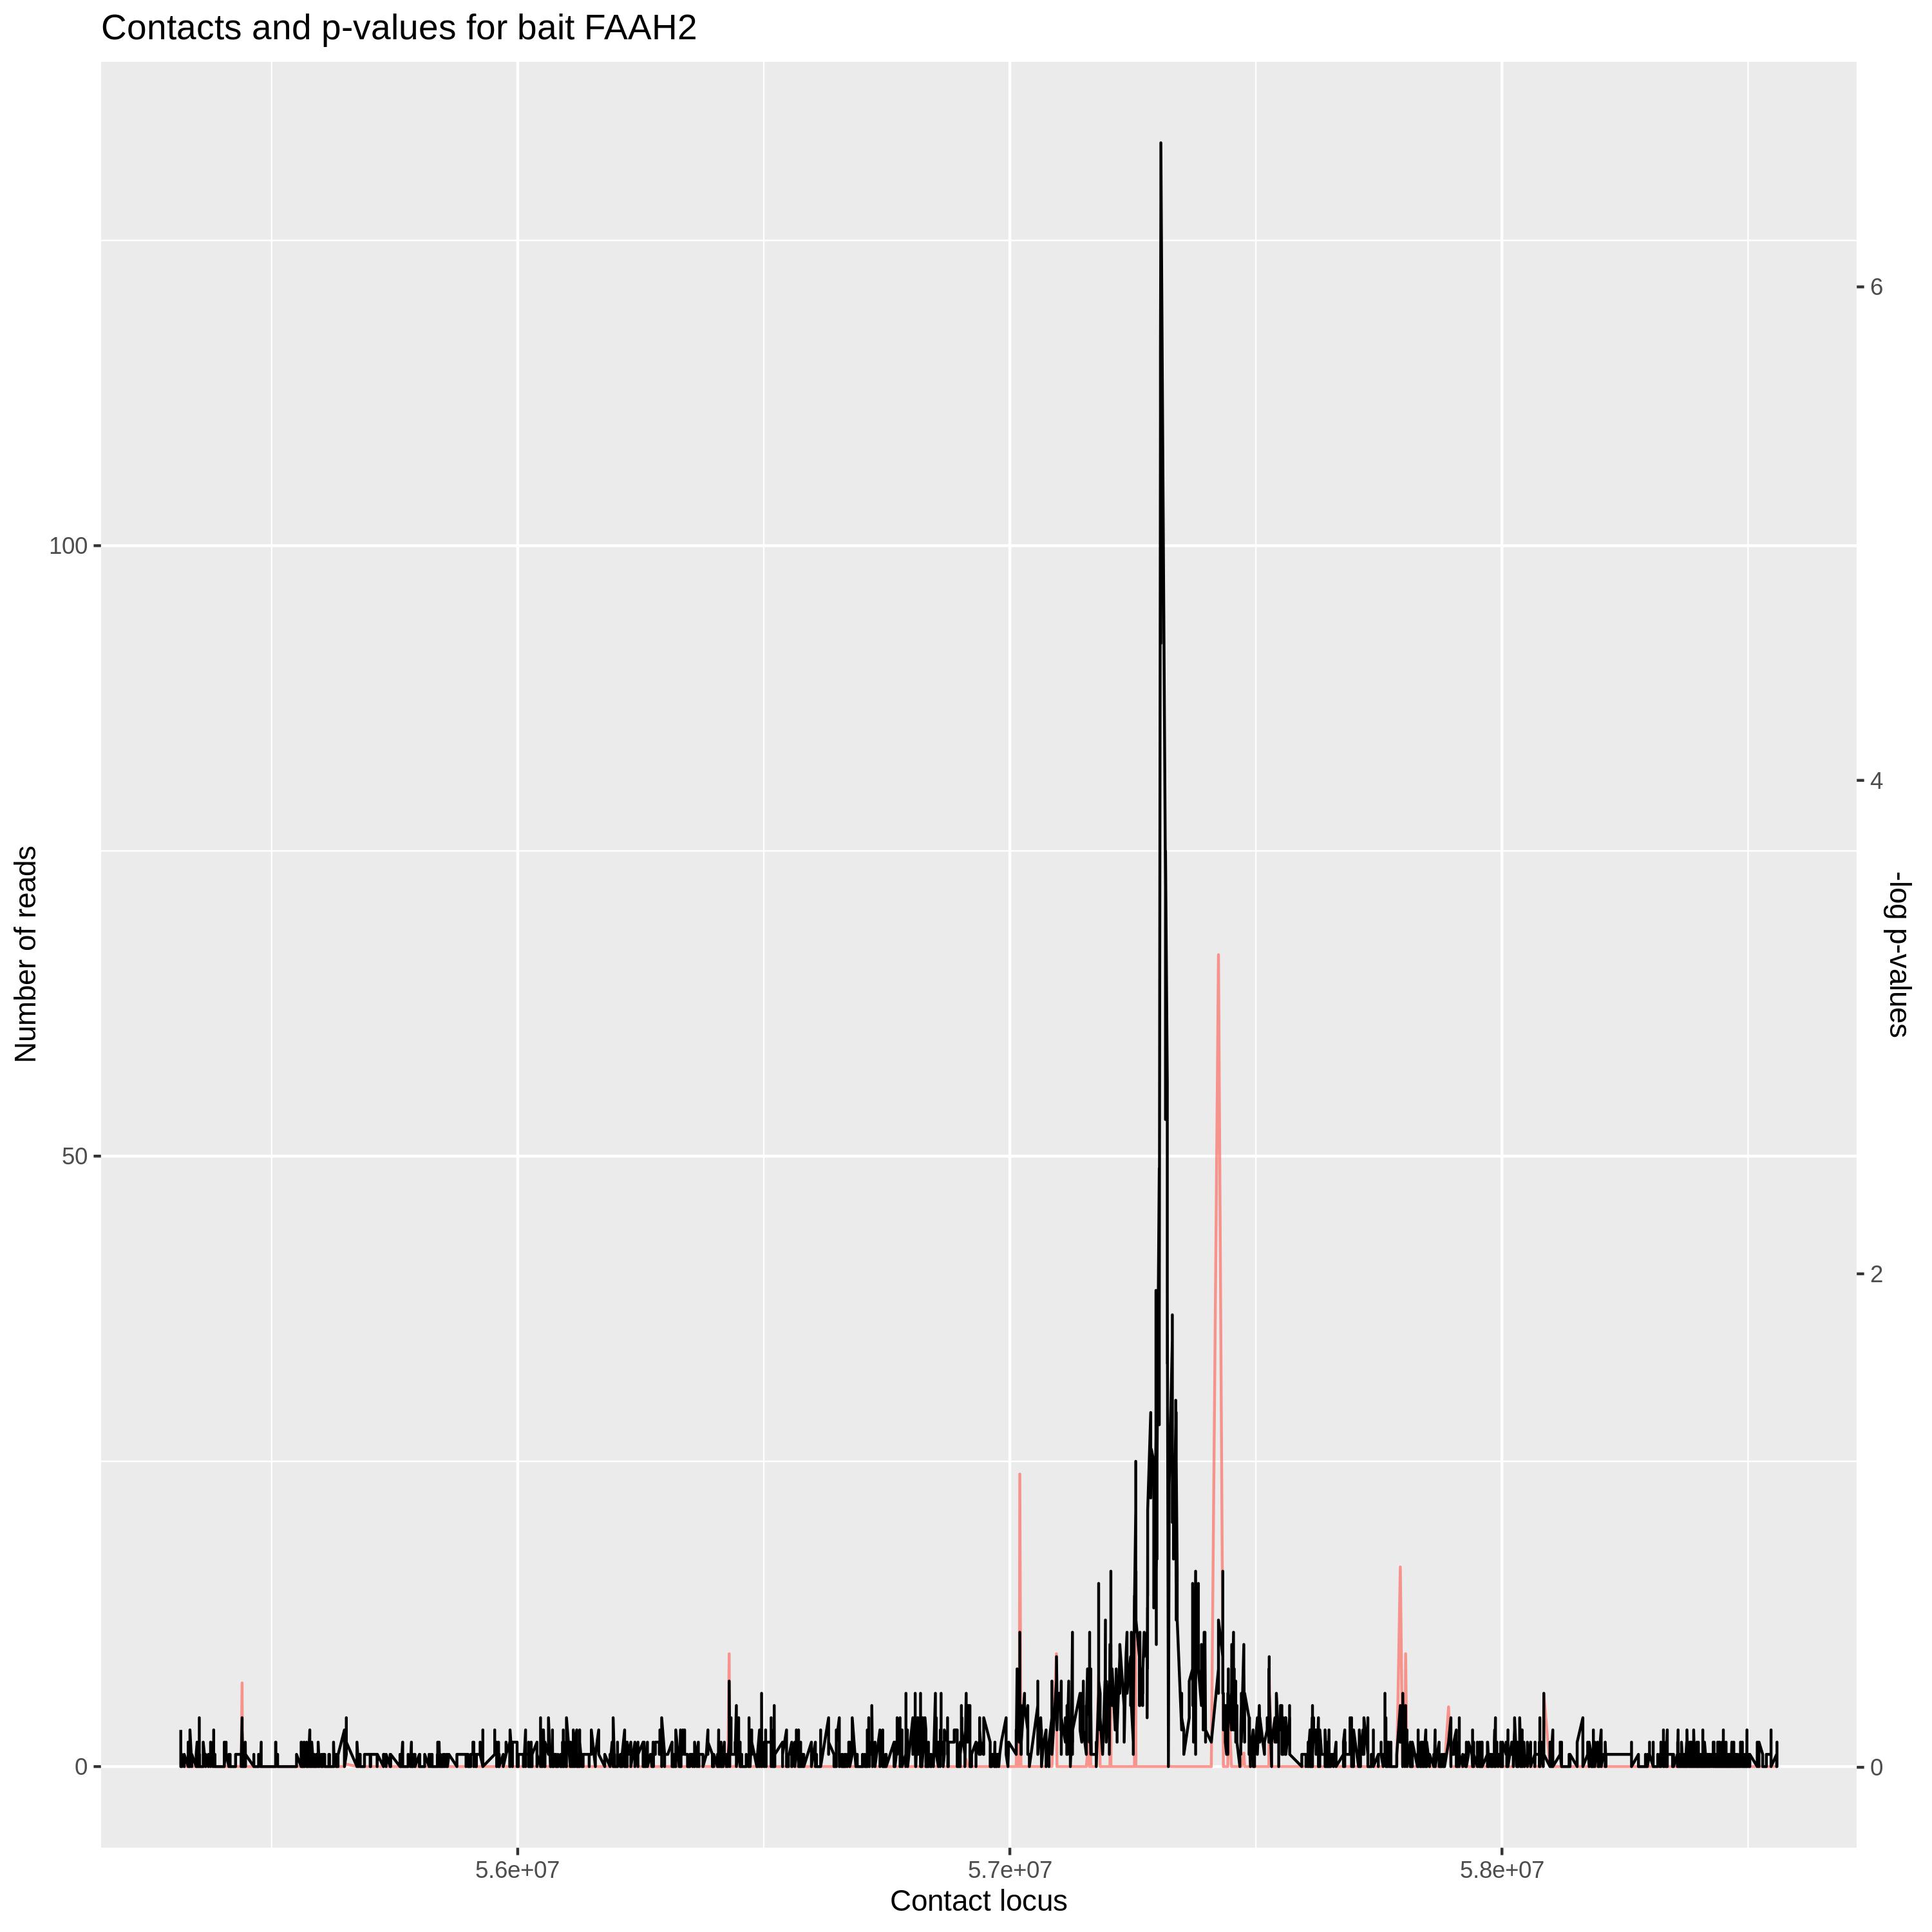 Contacts and p-values for bait FAAH2
Number of reads
100
50
0
6
4
2
0
-log p-values
5.6e+07
5.7e+07
5.8e+07
Contact locus